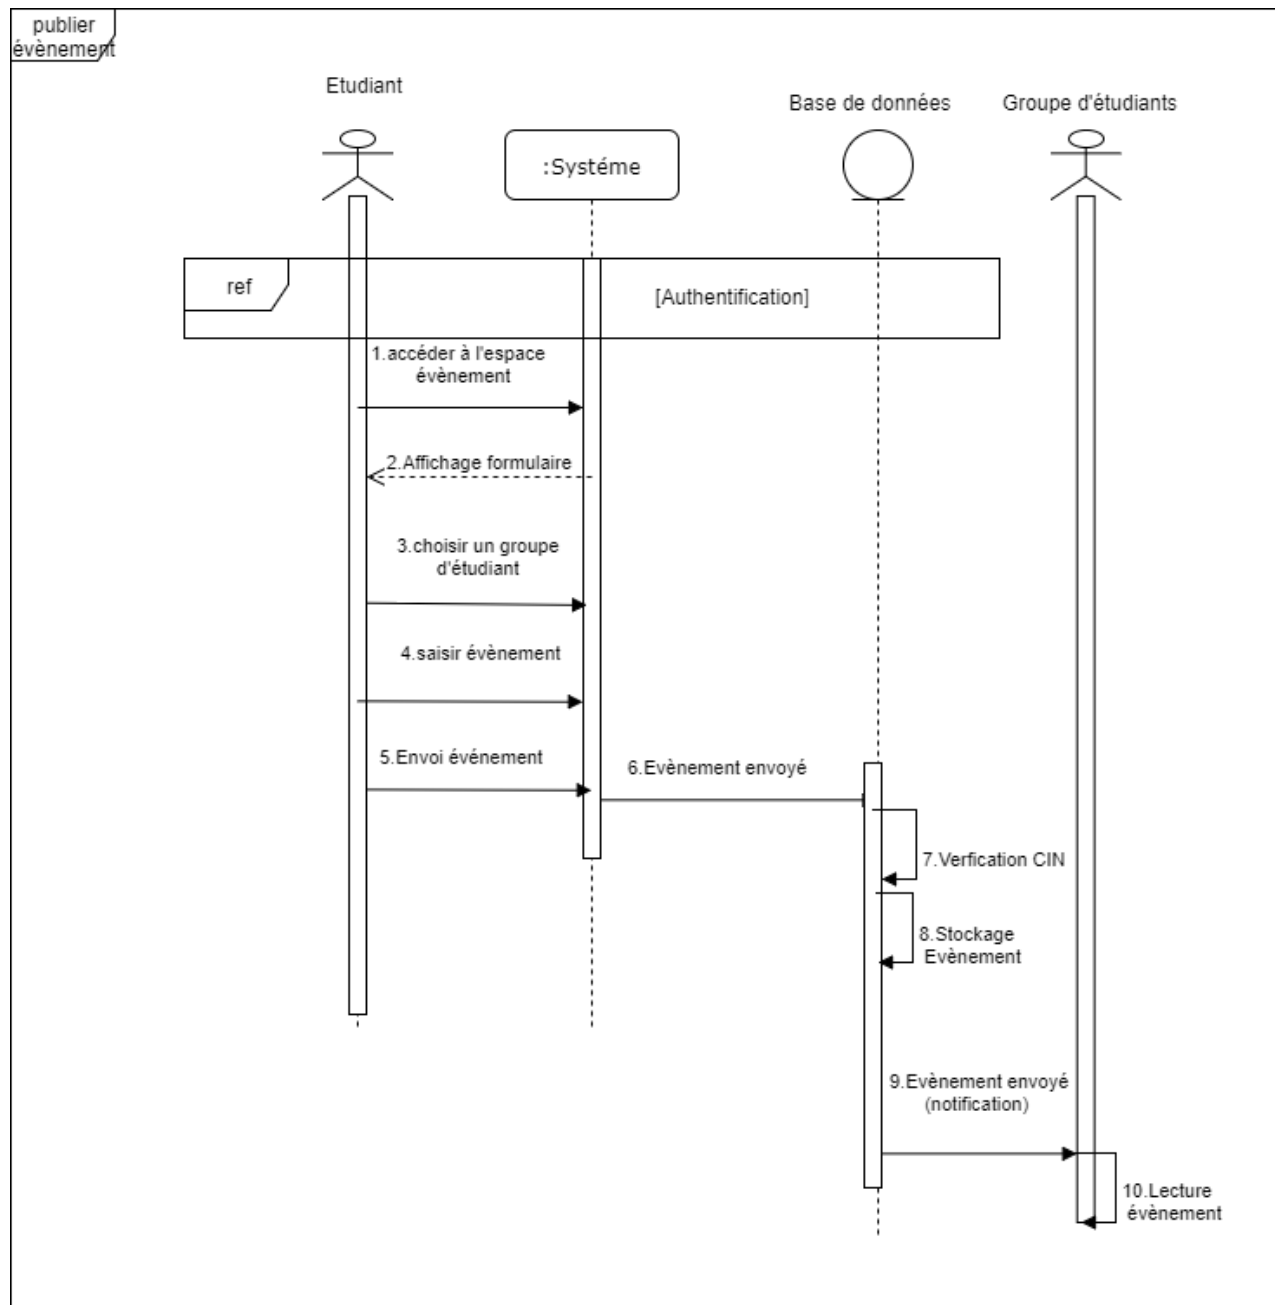 publier
évènement
Etudiant
Base de données
Groupe d'étudiants
:Systéme
ref
[Authentification]
1.accéder à l'espace
évènement
2.Affichage formulaire
3.choisir un groupe
d'étudiant
4.saisir évènement
5.Envoi événement
6.Evènement envoyé
7.Verfication CIN
8.Stockage
Evènement
9.Evènement envoyé
(notification)
10.Lecture
évènement